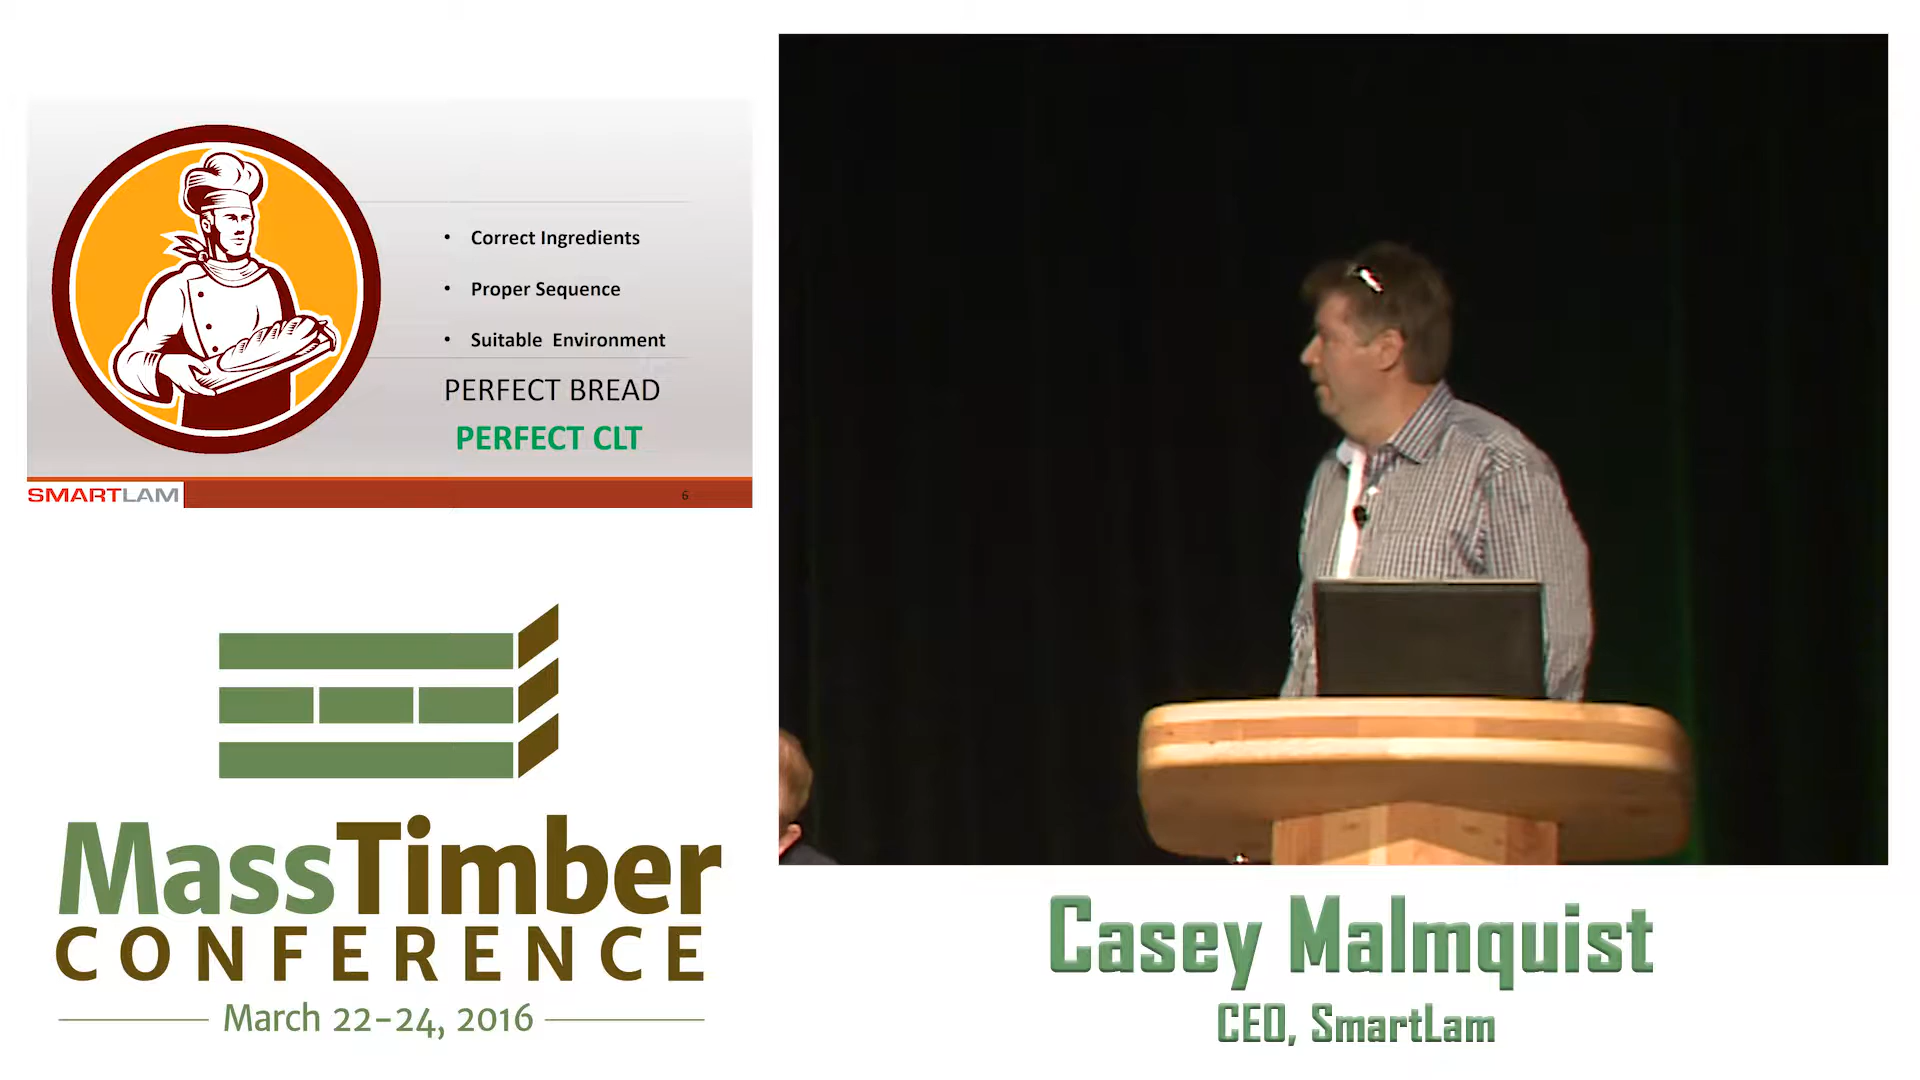 • Correct Ingredients
• Proper Sequence
• Suitable Environment
PERFECT BREAD
PERFECT CLT
SMARTLAM
6
MassTimber
CONFERENCE
March 22–24, 2016
Casey Malmquist
CEO, SmartLam